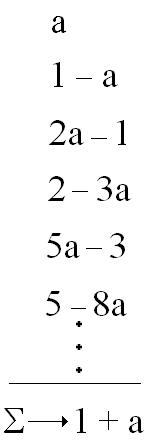 a
1 – a
2a – 1
2 – 3a
5a – 3
5 – 8a
⋮
Σ ⟶ 1 + a